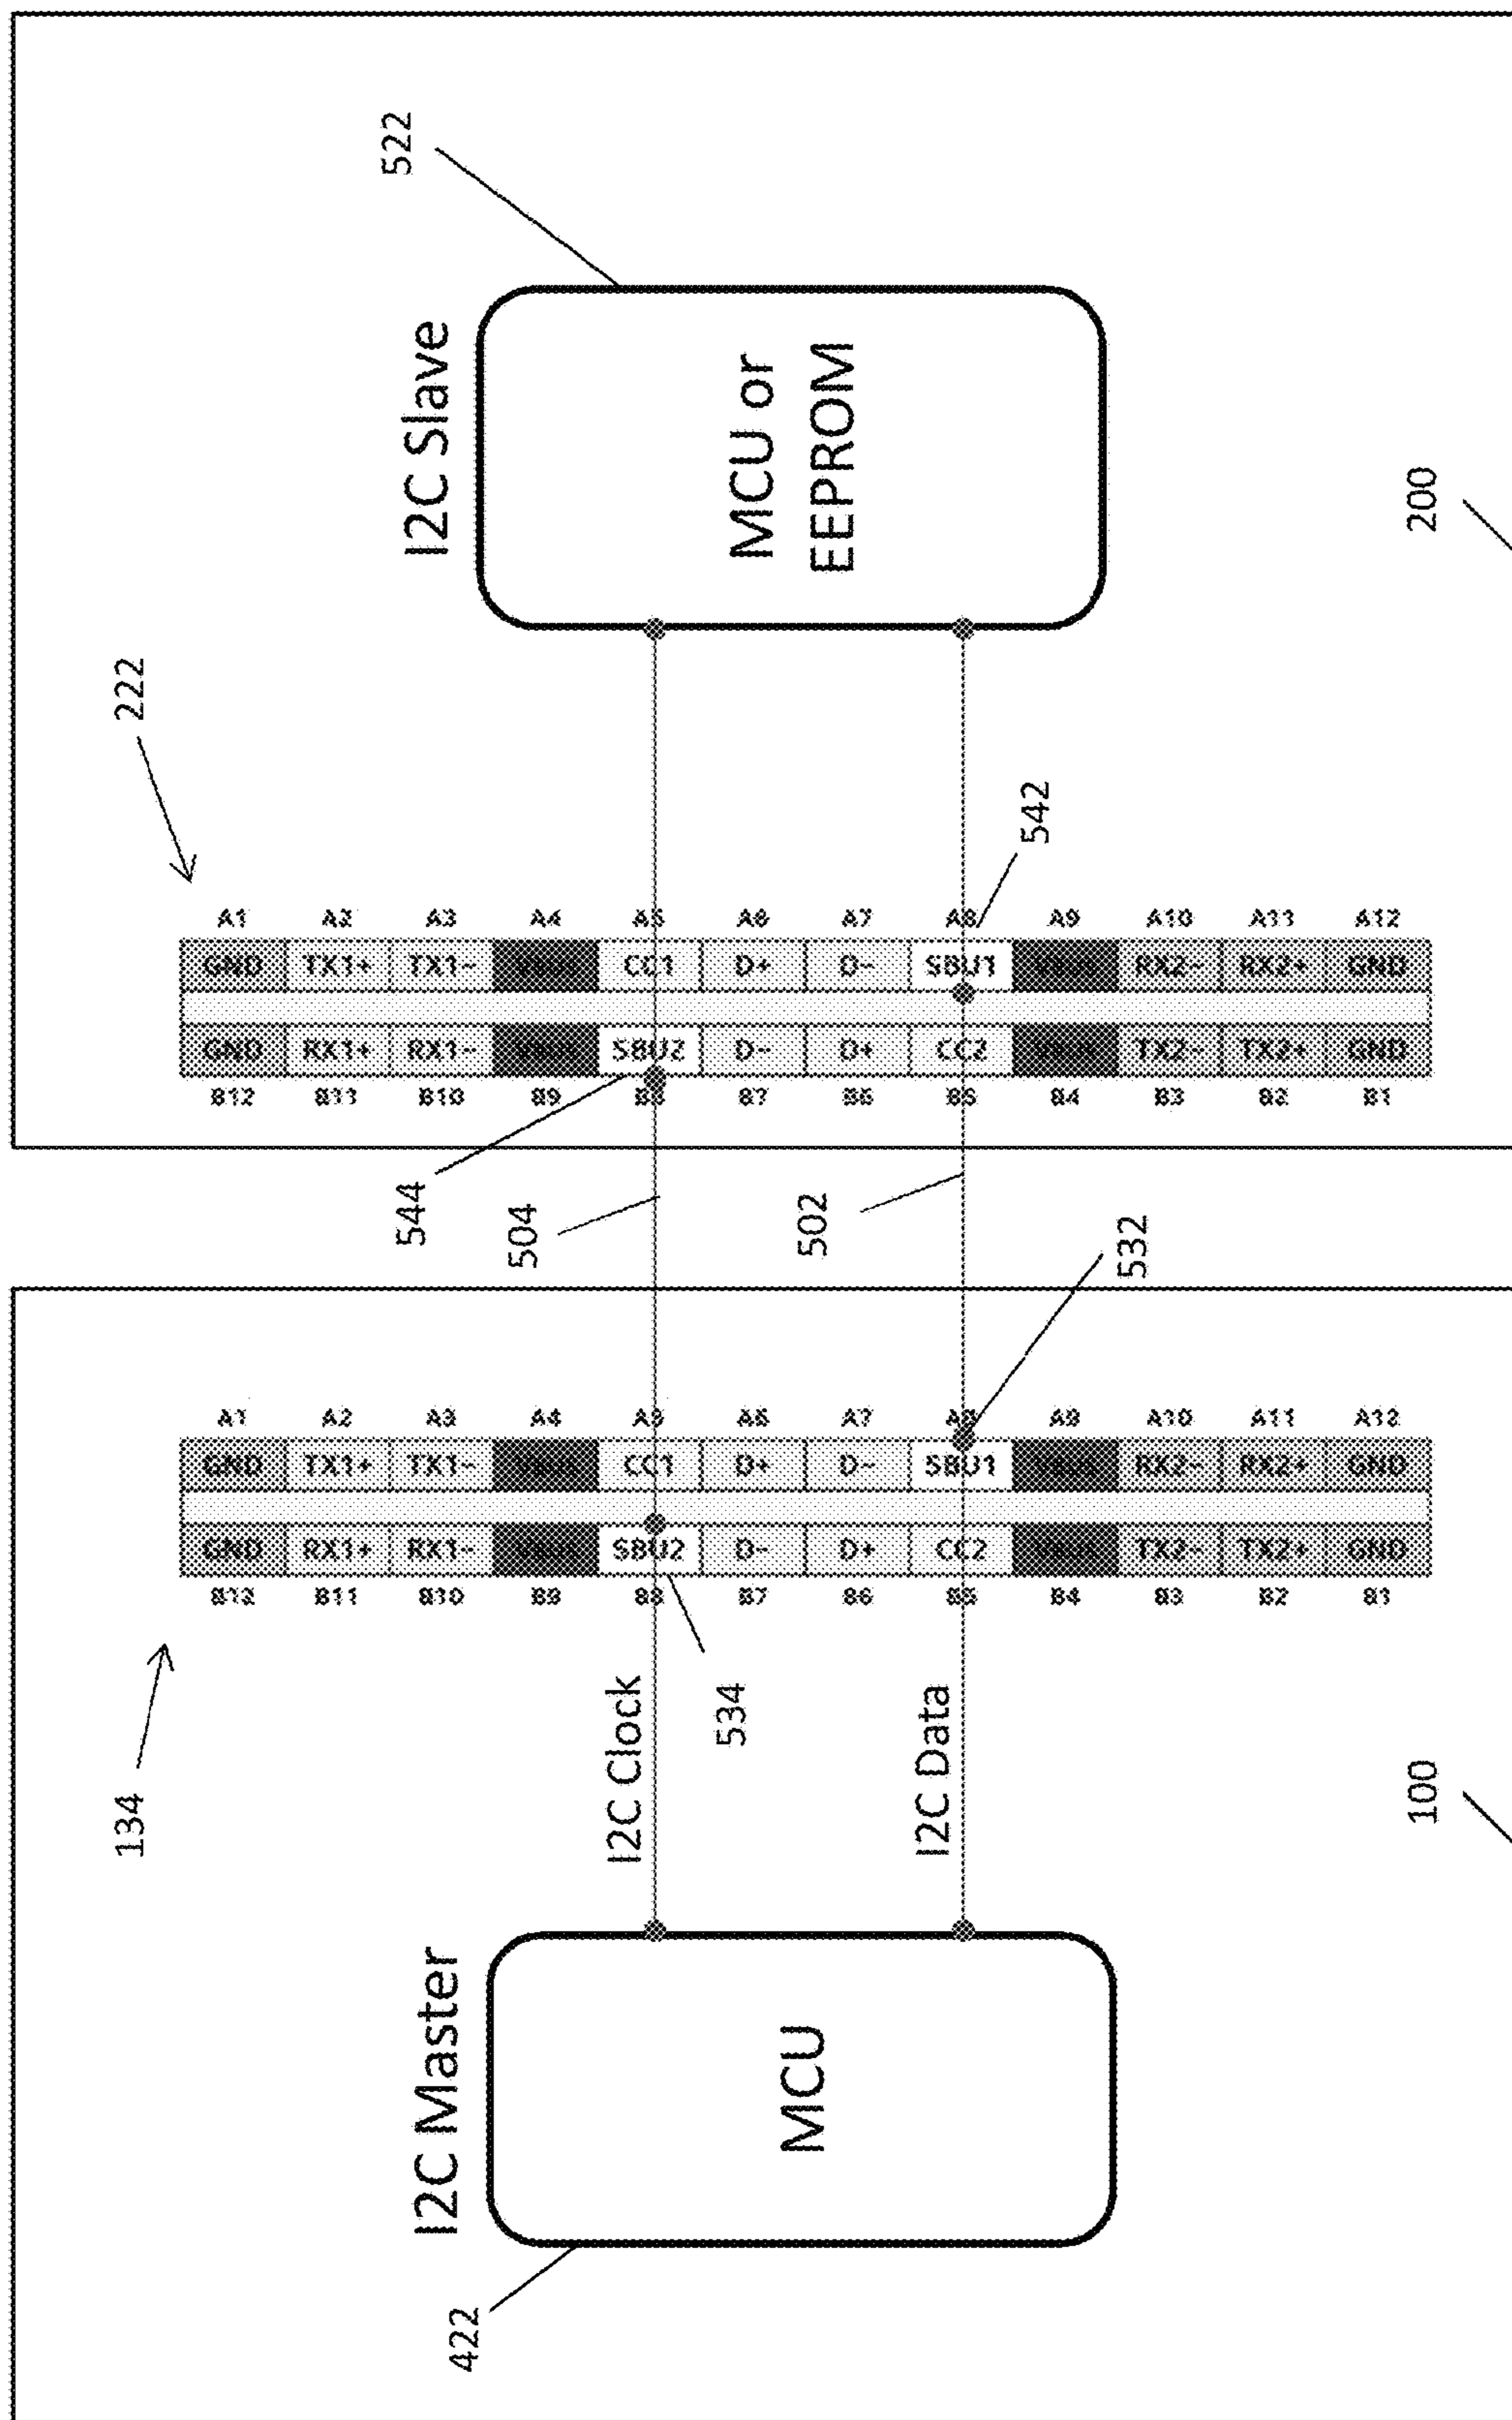 522
I2C Slave
MCU or
EEPROM
200
222
542
A1 A2 A3 A4 A5 A6 A7 A8 A9 A10 A11 A12
GND TX1+ TX1- CC1 D+ D- SBU1 RX2- RX2+ GND
GND RX1+ RX1- SBU2 D- D+ CC2 TX2- TX2+ GND
B12 B11 B10 B9 B8 B7 B6 B5 B4 B3 B2 B1
544
504
502
532
A1 A2 A3 A4 A5 A6 A7 A8 A9 A10 A11 A12
GND TX1+ TX1- CC1 D+ D- SBU1 RX2- RX2+ GND
GND RX1+ RX1- SBU2 D- D+ CC2 TX2- TX2+ GND
B12 B11 B10 B9 B8 B7 B6 B5 B4 B3 B2 B1
134
I2C Clock
534
I2C Data
100
I2C Master
MCU
422